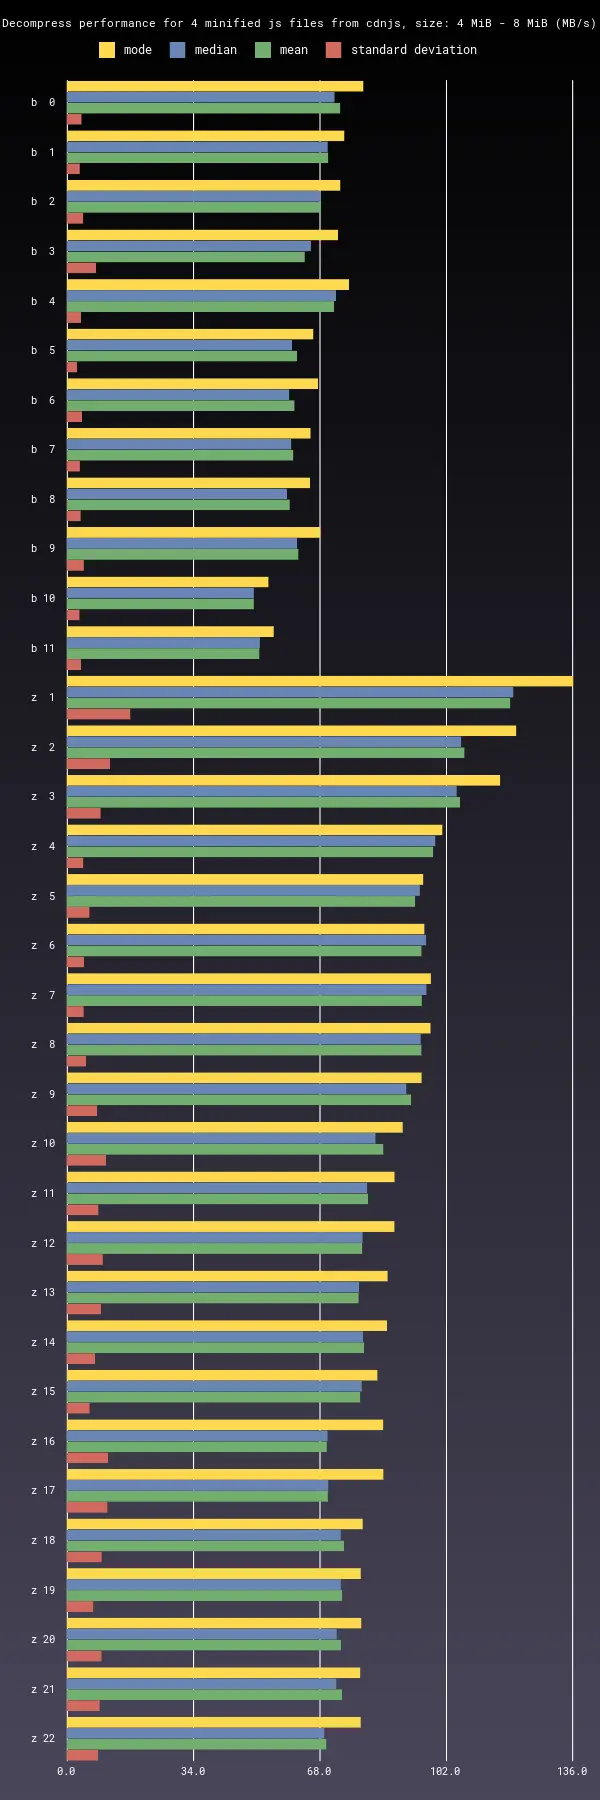 Decompress performance for 4 minified js files from cdnjs, size: 4 MiB - 8 MiB (MB/s)
mode median mean standard deviation
b 0
b 1
b 2
b 3
b 4
b 5
b 6
b 7
b 8
b 9
b 10
b 11
z 1
z 2
z 3
z 4
z 5
z 6
z 7
z 8
z 9
z 10
z 11
z 12
z 13
z 14
z 15
z 16
z 17
z 18
z 19
z 20
z 21
z 22
0.0 34.0 68.0 102.0 136.0